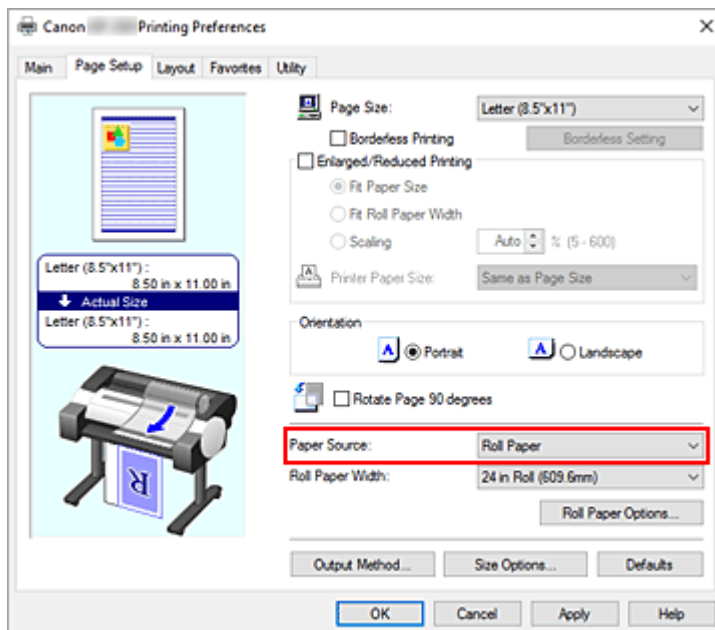 Canon Printing Preferences
Main Page Setup Layout Favorites Utility
Page Size: Letter (8.5"x11")
Borderless Printing Borderless Setting
Enlarged/Reduced Printing
Fit Paper Size
Fit Roll Paper Width
Scaling Auto % (5 - 600)
Printer Paper Size: Same as Page Size
Letter (8.5"x11") :
8.50 in x 11.00 in
Actual Size
Letter (8.5"x11") :
8.50 in x 11.00 in
Orientation
A Portrait A Landscape
Rotate Page 90 degrees
Paper Source: Roll Paper
Roll Paper Width: 24 in Roll (609.6mm)
Roll Paper Options...
R
Output Method... Size Options... Defaults
OK Cancel Apply Help